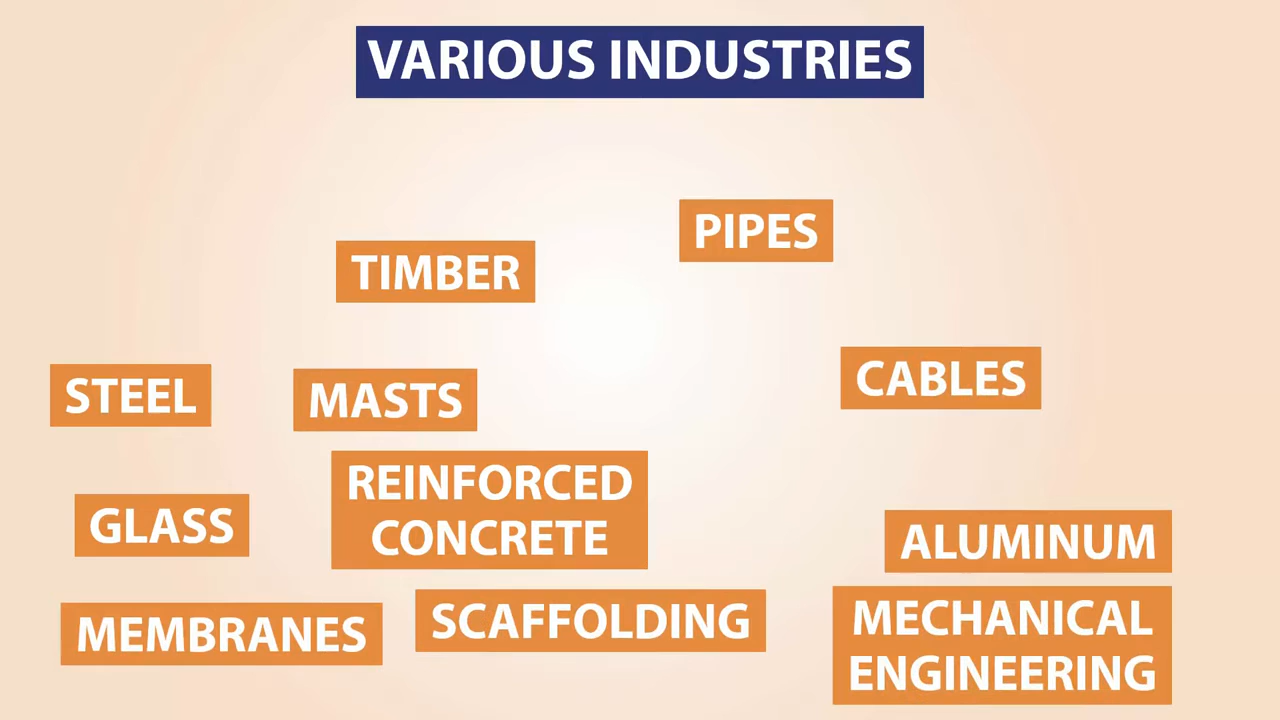 VARIOUS INDUSTRIES
PIPES
TIMBER
CABLES
STEEL
MASTS
REINFORCED
CONCRETE
GLASS
ALUMINUM
SCAFFOLDING
MEMBRANES
MECHANICAL
ENGINEERING